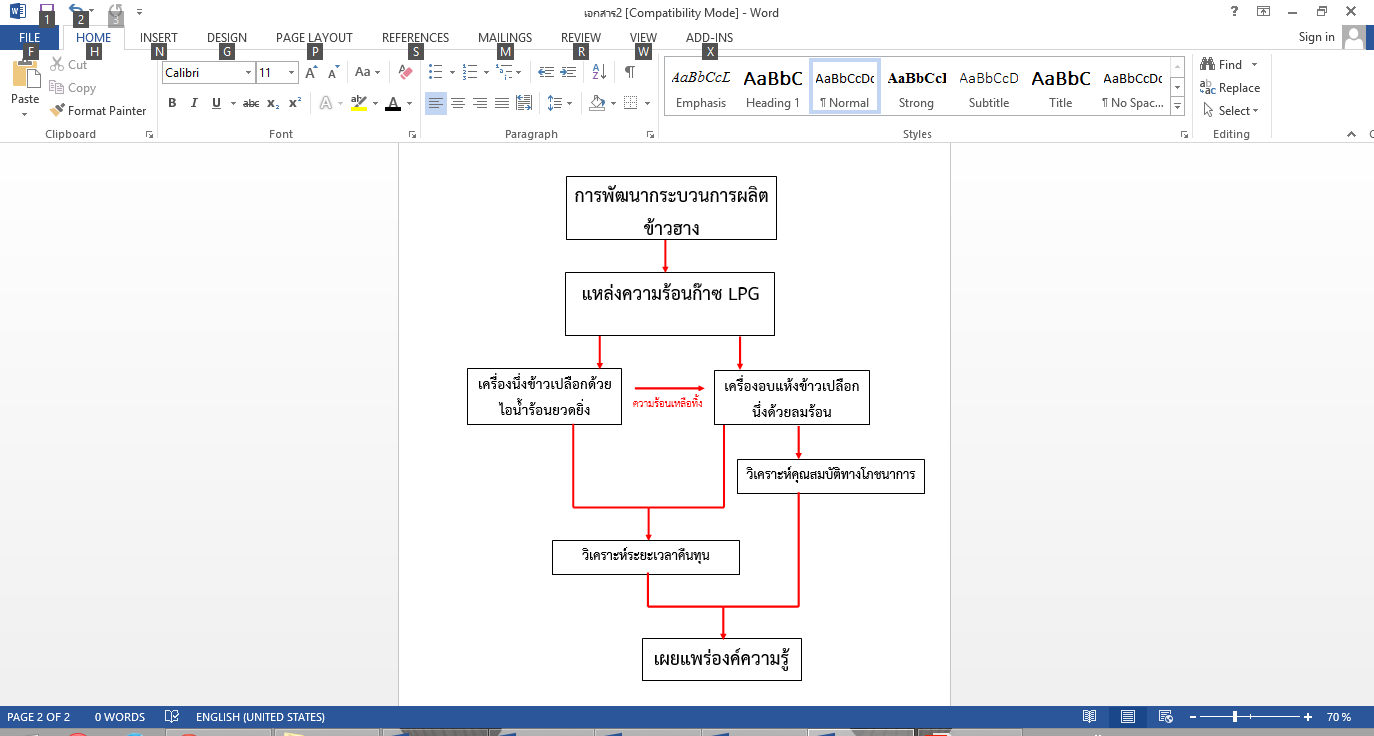 เอกสาร2 [Compatibility Mode] - Word
1 2 3
FILE HOME INSERT DESIGN PAGE LAYOUT REFERENCES MAILINGS REVIEW VIEW ADD-INS Sign in
F H N G P S M R W X
Paste
Cut
Copy
Format Painter
Clipboard
Calibri 11
Font
Paragraph
AaBbCcL AaBbC AaBbCcDc AaBbCcI AaBbCcD AaBbC AaBbCcDc
Emphasis Heading 1 ¶ Normal Strong Subtitle Title ¶ No Spac...
Styles
Find
Replace
Select
Editing
การพัฒนากระบวนการผลิต
ข้าวฮาง
แหล่งความร้อนก๊าซ LPG
เครื่องนึ่งข้าวเปลือกด้วย
ไอน้ำร้อนยวดยิ่ง
ความร้อนเหลือทิ้ง
เครื่องอบแห้งข้าวเปลือก
นึ่งด้วยลมร้อน
วิเคราะห์คุณสมบัติทางโภชนาการ
วิเคราะห์ระยะเวลาคืนทุน
เผยแพร่องค์ความรู้
PAGE 2 OF 2 0 WORDS ENGLISH (UNITED STATES) 70 %